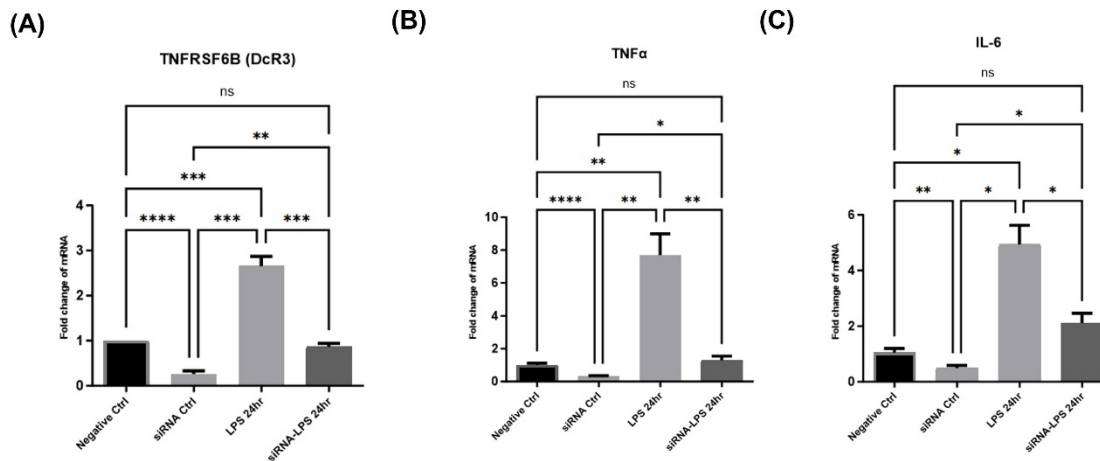 (A)
TNFRSF6B (DcR3)
ns
**
***
**** *** ***
Fold change of mRNA
4
3
2
1
0
Negative Ctrl
siRNA Ctrl
LPS 24hr
siRNA-LPS 24hr
(B)
TNFα
ns
*
**
**** ** **
Fold change of mRNA
10
8
6
4
2
0
Negative Ctrl
siRNA Ctrl
LPS 24hr
siRNA-LPS 24hr
(C)
IL-6
ns
*
*
** * *
Fold change of mRNA
6
4
2
0
Negative Ctrl
siRNA Ctrl
LPS 24hr
siRNA-LPS 24hr